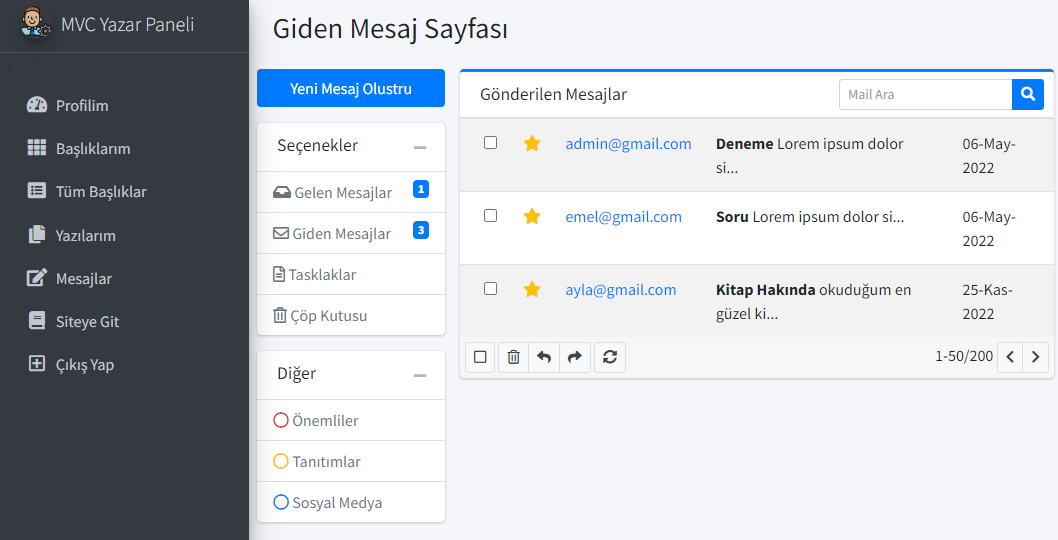 MVC Yazar Paneli
Profilim
Başlıklarım
Tüm Başlıklar
Yazılarım
Mesajlar
Siteye Git
Çıkış Yap
Giden Mesaj Sayfası
Yeni Mesaj Olustru
Seçenekler
Gelen Mesajlar 1
Giden Mesajlar 3
Tasklaklar
Çöp Kutusu
Diğer
Önemliler
Tanıtımlar
Sosyal Medya
Gönderilen Mesajlar
Mail Ara
admin@gmail.com Deneme Lorem ipsum dolor 06-May-
si... 2022
emel@gmail.com Soru Lorem ipsum dolor si... 06-May-
2022
ayla@gmail.com Kitap Hakında okuduğum en 25-Kas-
güzel ki... 2022
1-50/200